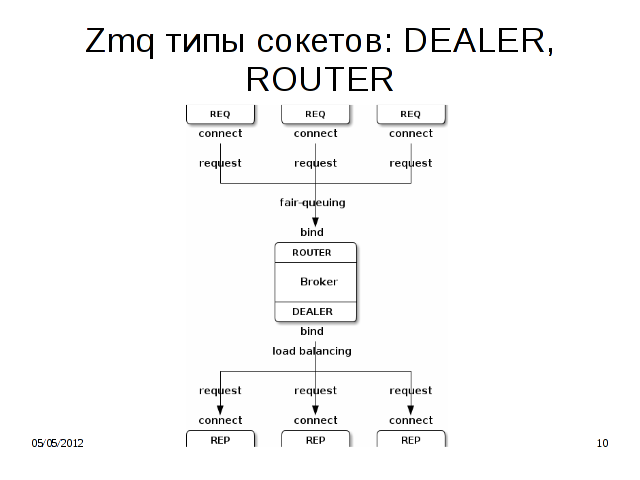 Zmq типы сокетов: DEALER,
ROUTER
REQ REQ REQ
connect connect connect
request request request
fair-queuing
bind
ROUTER
Broker
DEALER
bind
load balancing
request request request
connect connect connect
REP REP REP
05/05/2012 10